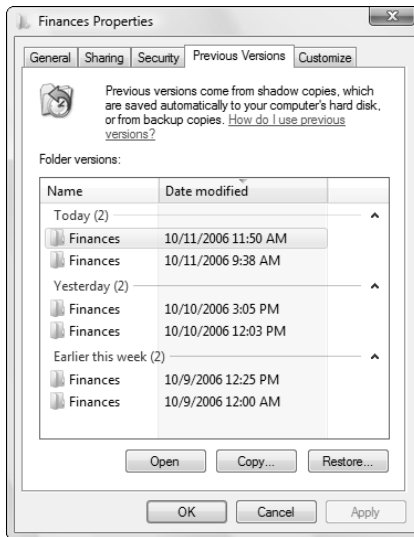 Finances Properties
General Sharing Security Previous Versions Customize
Previous versions come from shadow copies, which
are saved automatically to your computer's hard disk,
or from backup copies. How do I use previous
versions?
Folder versions:
Name Date modified
Today (2)
Finances 10/11/2006 11:50 AM
Finances 10/11/2006 9:38 AM
Yesterday (2)
Finances 10/10/2006 3:05 PM
Finances 10/10/2006 12:03 PM
Earlier this week (2)
Finances 10/9/2006 12:25 PM
Finances 10/9/2006 12:00 AM
Open Copy... Restore...
OK Cancel Apply